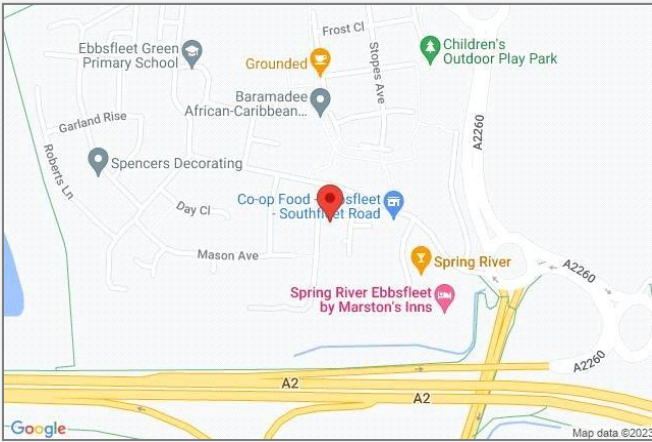 Frost Cl
Ebbsfleet Green
Primary School
Grounded
Stopes Ave
Children's
Outdoor Play Park
Baramadee
African-Caribbean...
A2260
Garland Rise
Roberts Ln
Spencers Decorating
Co-op Food
- Southfleet Road
Day Cl
Mason Ave
Spring River
A2260
Spring River Ebbsfleet
by Marston's Inns
A2260
A2
A2
Google
Map data ©2023